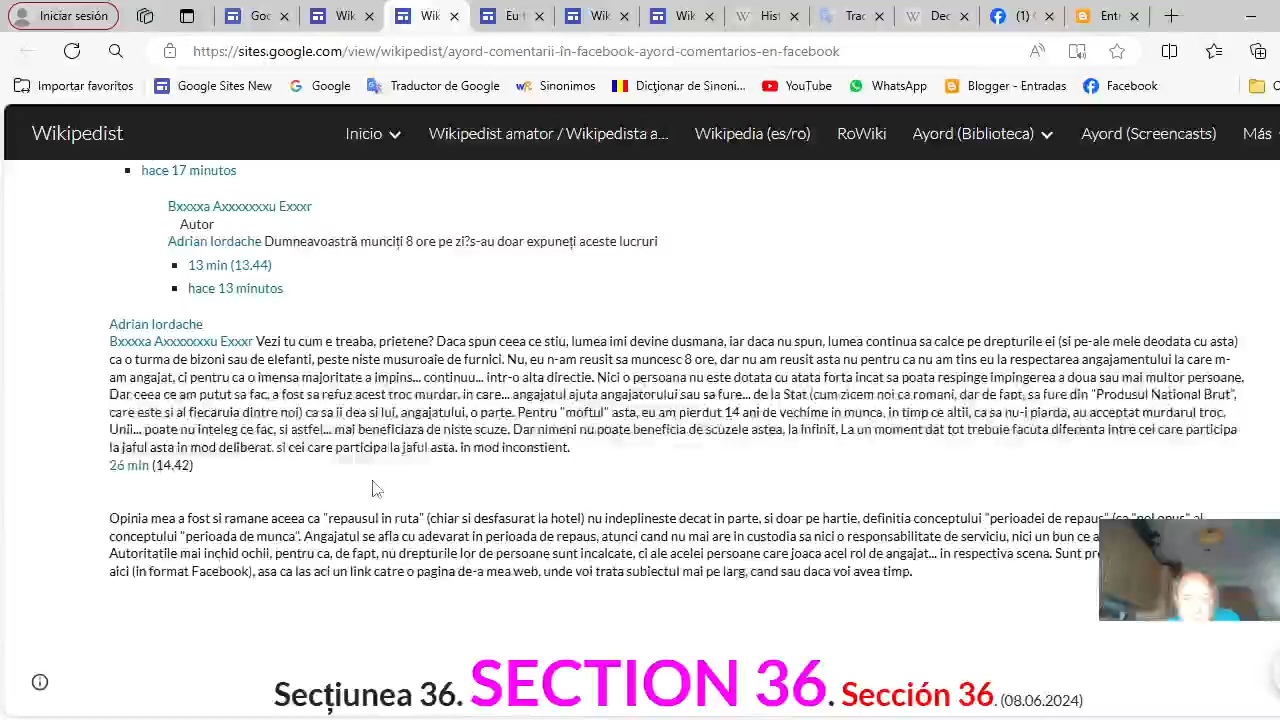 Iniciar sesión
Goo
Wik
Wik
Eu f
Wik
Wik
Hist
Trac
Dec
(1) (
Entr
https://sites.google.com/view/wikipedist/ayord-comentarii-în-facebook-ayord-comentarios-en-facebook
Importar favoritos
Google Sites New
Google
Traductor de Google
Sinonimos
Dicționar de Sinoni...
YouTube
WhatsApp
Blogger - Entradas
Facebook
O
Wikipedist
Inicio
Wikipedist amator / Wikipedista a...
Wikipedia (es/ro)
RoWiki
Ayord (Biblioteca)
Ayord (Screencasts)
Más
hace 17 minutos
Bxxxxa Axxxxxxxu Exxxr
Autor
Adrian Iordache Dumneavoastră munciți 8 ore pe zi?s-au doar expuneți aceste lucruri
13 min (13.44)
hace 13 minutos
Adrian Iordache
Bxxxxa Axxxxxxxu Exxxr Vezi tu cum e treaba, prietene? Daca spun ceea ce stiu, lumea imi devine dusmana, iar daca nu spun, lumea continua sa calce pe drepturile ei (si pe-ale mele deodata cu asta)
ca o turma de bizoni sau de elefanti, peste niste musuroaie de furnici. Nu, eu n-am reusit sa muncesc 8 ore, dar nu am reusit asta nu pentru ca nu am tins eu la respectarea angajamentului la care m-
am angajat, ci pentru ca o imensa majoritate a impins... continuu... intr-o alta directie. Nici o persoana nu este dotata cu atata forta incat sa poata respinge impingerea a doua sau mai multor persoane.
Dar ceea ce am putut sa fac, a fost sa refuz acest troc murdar, in care... angajatul ajuta angajatorului sau sa fure... de la Stat (cum zicem noi ca romani, dar de fapt, sa fure din "Produsul National Brut",
care este si al fiecaruia dintre noi) ca sa ii dea si lui, angajatului, o parte. Pentru "moftul" asta, eu am pierdut 14 ani de vechime in munca, in timp ce altii, ca sa nu-i piarda, au acceptat murdarul troc.
Unii... poate nu inteleg ce fac, si astfel... mai beneficiaza de niste scuze. Dar nimeni nu poate beneficia de scuzele astea, la infinit. La un moment dat tot trebuie facuta diferenta intre cei care participa
la jaful asta in mod deliberat. si cei care participa la jaful asta. in mod inconstient.
26 min (14.42)
Opinia mea a fost si ramane aceea ca "repausul in ruta" (chiar si desfasurat la hotel) nu indeplineste decat in parte, si doar pe hartie, definitia conceptului "perioadei de repaus" (ca "pol opus" al
conceptului "perioada de munca". Angajatul se afla cu adevarat in perioada de repaus, atunci cand nu mai are in custodia sa nici o responsabilitate de serviciu, nici un bun ce a
Autoritatile mai inchid ochii, pentru ca, de fapt, nu drepturile lor de persoana sunt incalcate, ci ale acelei persoane care joaca acel rol de angajat... in respectiva scena. Sunt pr
aici (in format Facebook), asa ca las aci un link catre o pagina de-a mea web, unde voi trata subiectul mai pe larg, cand sau daca voi avea timp.
Secțiunea 36. SECTION 36. Sección 36. (08.06.2024)